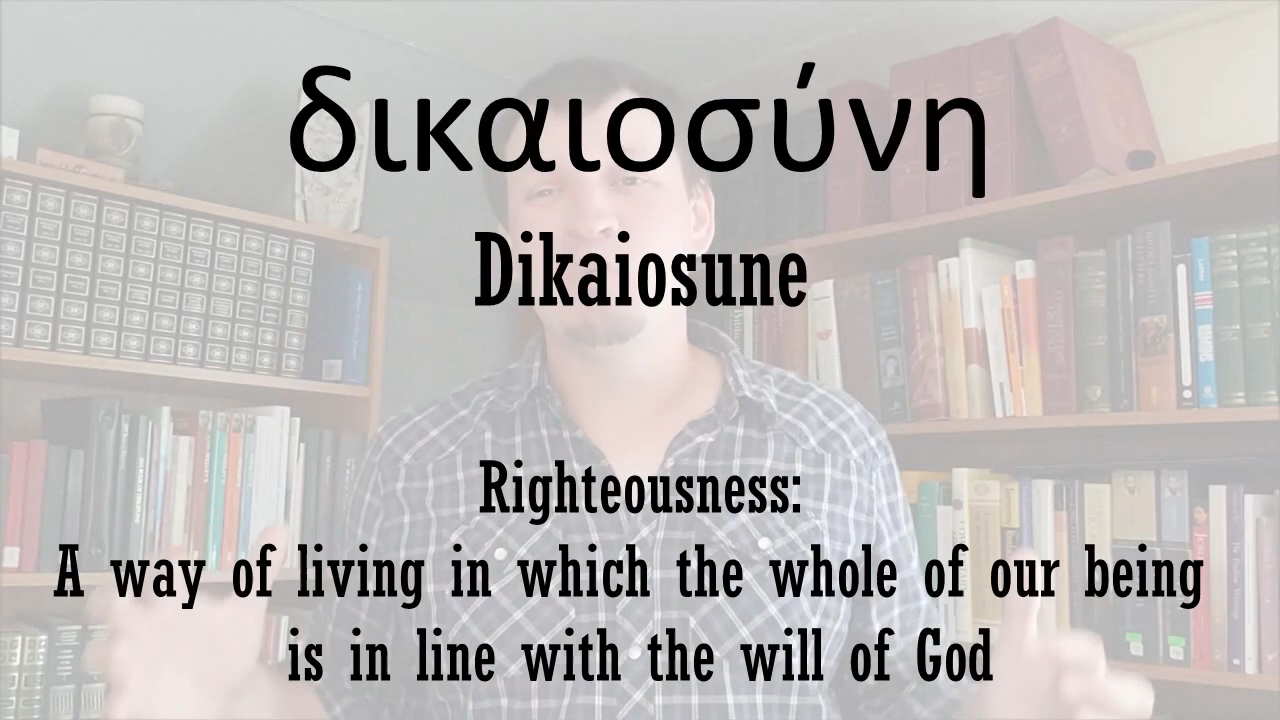 δικαιοσύνη
Dikaiosune
Righteousness:
A way of living in which the whole of our being
is in line with the will of God